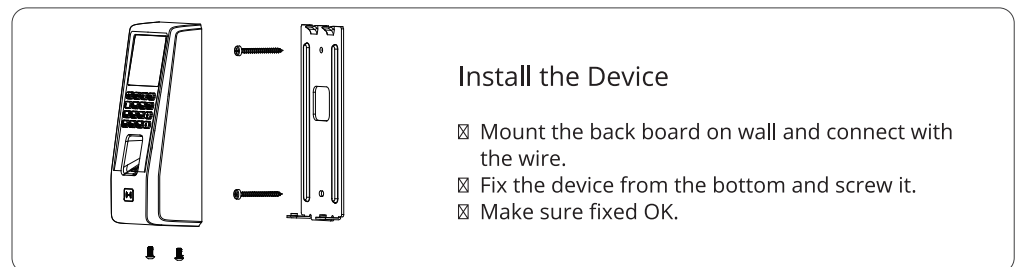 Install the Device
☒ Mount the back board on wall and connect with
the wire.
☒ Fix the device from the bottom and screw it.
☒ Make sure fixed OK.